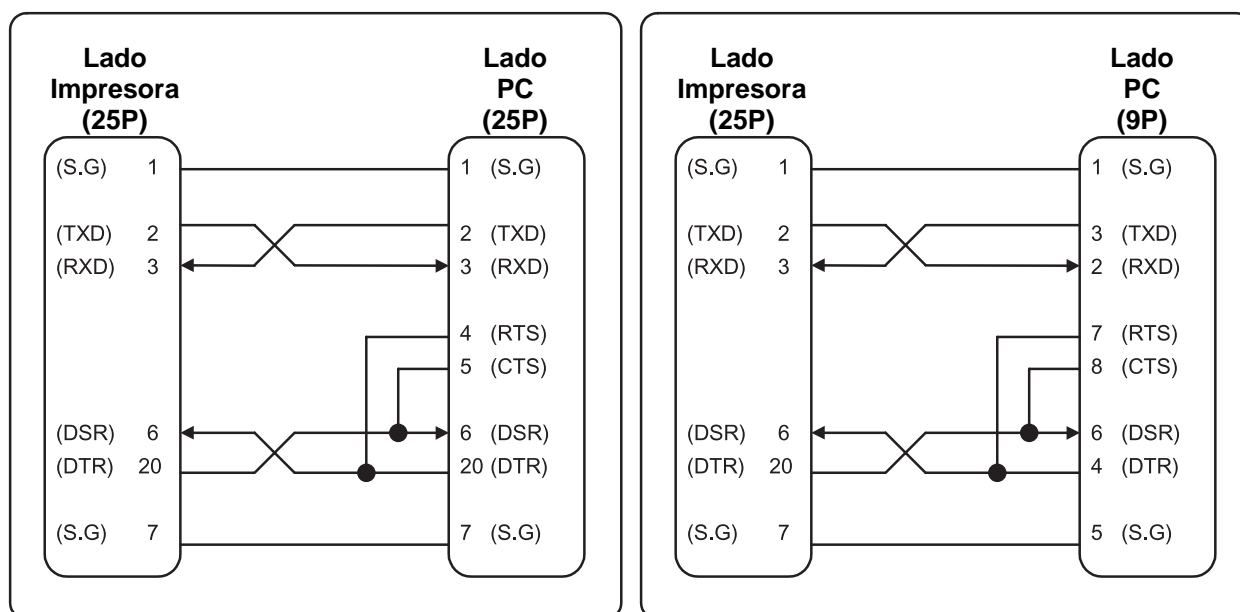 Lado
Impresora
(25P)
Lado
PC
(25P)
(S.G) 1
1 (S.G)
(TXD) 2
2 (TXD)
(RXD) 3
3 (RXD)
4 (RTS)
5 (CTS)
(DSR) 6
6 (DSR)
(DTR) 20
20 (DTR)
(S.G) 7
7 (S.G)
Lado
Impresora
(25P)
Lado
PC
(9P)
(S.G) 1
1 (S.G)
(TXD) 2
3 (TXD)
(RXD) 3
2 (RXD)
7 (RTS)
8 (CTS)
(DSR) 6
6 (DSR)
(DTR) 20
4 (DTR)
(S.G) 7
5 (S.G)